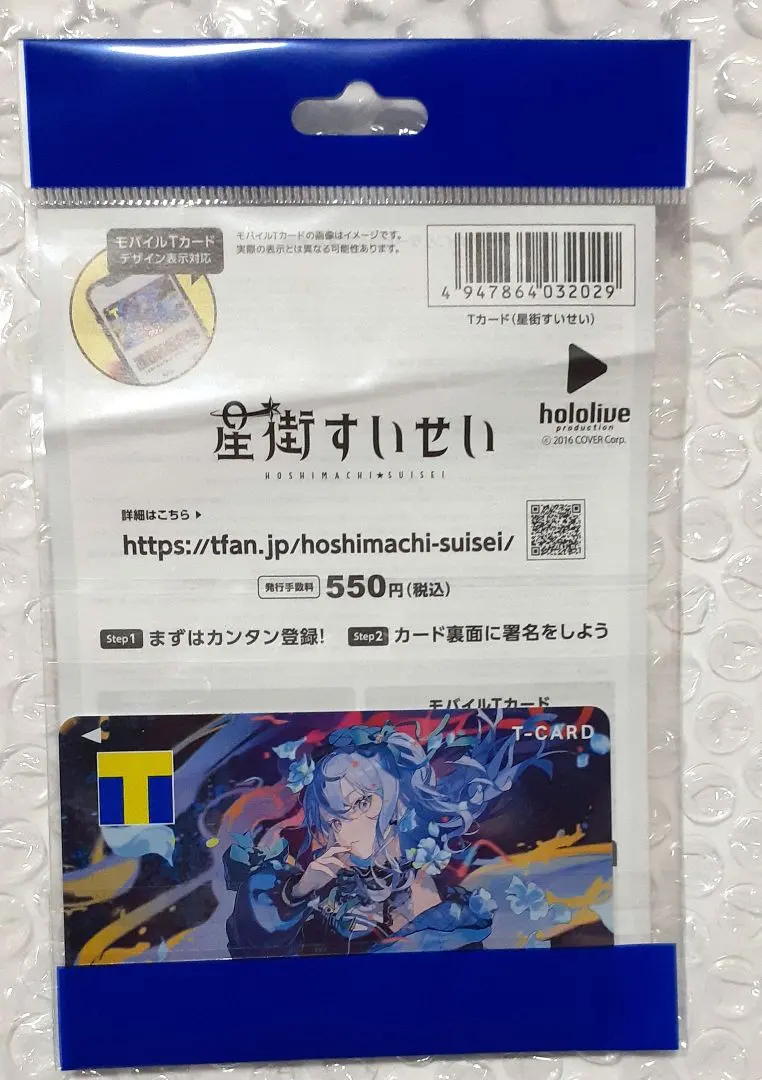 モバイルTカード
デザイン表示対応
モバイルTカードの画像はイメージです。
実際の表示とは異なる可能性あります。
4 947864 032029
Tカード(星街すいせい)
hololive
production
© 2016 COVER Corp.
星街すいせい
HOSHIMACHI★SUISEI
詳細はこちら ▶
https://tfan.jp/hoshimachi-suisei/
発行手数料 550円(税込)
Step1 まずはカンタン登録! Step2 カード裏面に署名をしよう
モバイルTカード
T-CARD
T